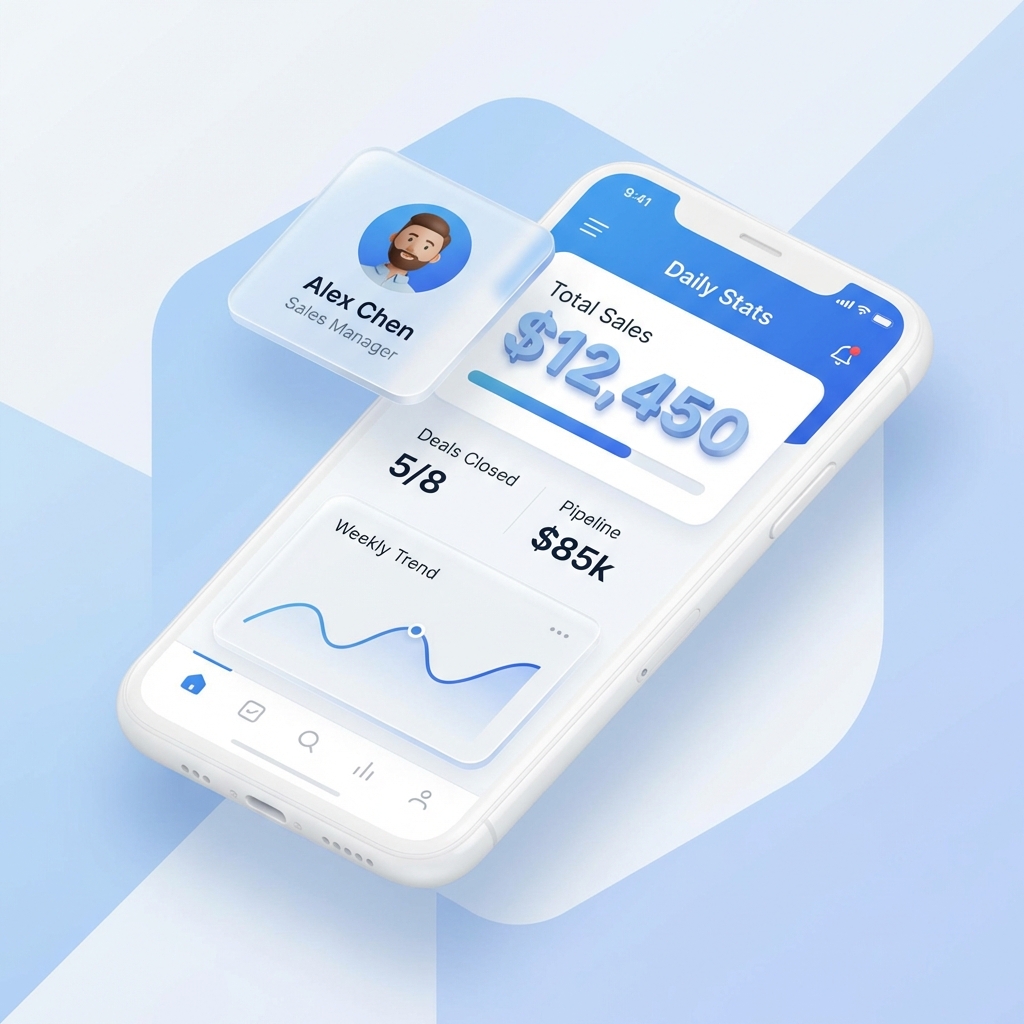 9:41
Daily Stats
Alex Chen
Sales Manager
Total Sales
$12,450
Deals Closed
5/8
Pipeline
$85k
Weekly Trend